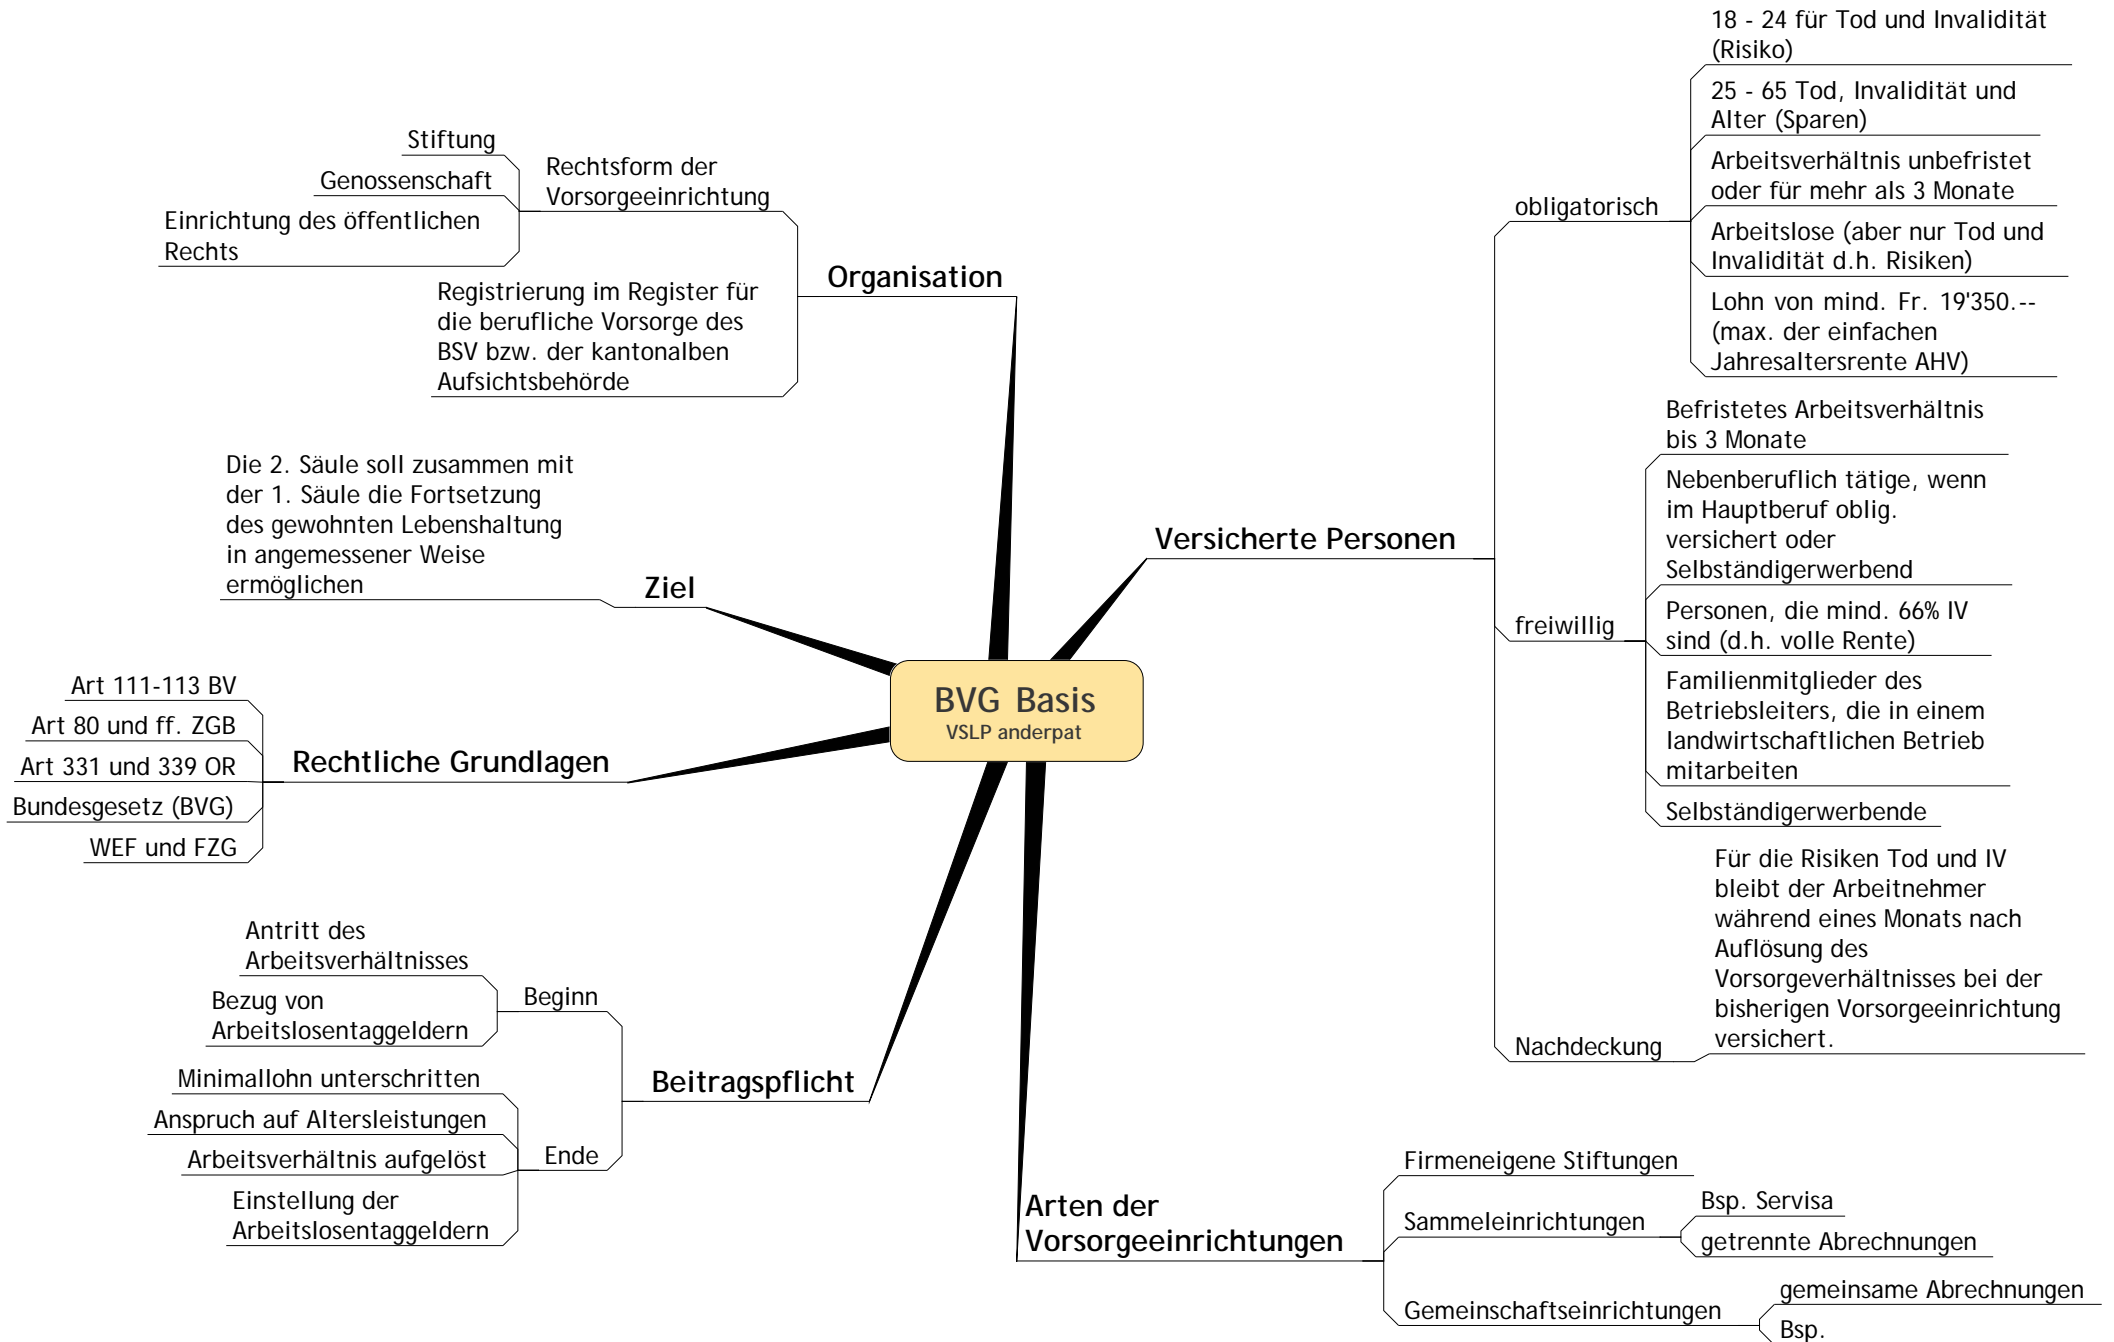 BVG Basis
VSLP anderpat
Organisation
Rechtsform der
Vorsorgeeinrichtung
Stiftung
Genossenschaft
Einrichtung des öffentlichen
Rechts
Registrierung im Register für
die berufliche Vorsorge des
BSV bzw. der kantonalben
Aufsichtsbehörde
Ziel
Die 2. Säule soll zusammen mit
der 1. Säule die Fortsetzung
des gewohnten Lebenshaltung
in angemessener Weise
ermöglichen
Rechtliche Grundlagen
Art 111-113 BV
Art 80 und ff. ZGB
Art 331 und 339 OR
Bundesgesetz (BVG)
WEF und FZG
Beitragspflicht
Beginn
Antritt des
Arbeitsverhältnisses
Bezug von
Arbeitslosentaggeldern
Ende
Minimallohn unterschritten
Anspruch auf Altersleistungen
Arbeitsverhältnis aufgelöst
Einstellung der
Arbeitslosentaggeldern
Versicherte Personen
obligatorisch
18 - 24 für Tod und Invalidität
(Risiko)
25 - 65 Tod, Invalidität und
Alter (Sparen)
Arbeitsverhältnis unbefristet
oder für mehr als 3 Monate
Arbeitslose (aber nur Tod und
Invalidität d.h. Risiken)
Lohn von mind. Fr. 19'350.--
(max. der einfachen
Jahresaltersrente AHV)
freiwillig
Befristetes Arbeitsverhältnis
bis 3 Monate
Nebenberuflich tätige, wenn
im Hauptberuf oblig.
versichert oder
Selbständigerwerbend
Personen, die mind. 66% IV
sind (d.h. volle Rente)
Familienmitglieder des
Betriebsleiters, die in einem
landwirtschaftlichen Betrieb
mitarbeiten
Selbständigerwerbende
Nachdeckung
Für die Risiken Tod und IV
bleibt der Arbeitnehmer
während eines Monats nach
Auflösung des
Vorsorgeverhältnisses bei der
bisherigen Vorsorgeeinrichtung
versichert.
Arten der
Vorsorgeeinrichtungen
Firmeneigene Stiftungen
Sammeleinrichtungen
Bsp. Servisa
getrennte Abrechnungen
Gemeinschaftseinrichtungen
gemeinsame Abrechnungen
Bsp.